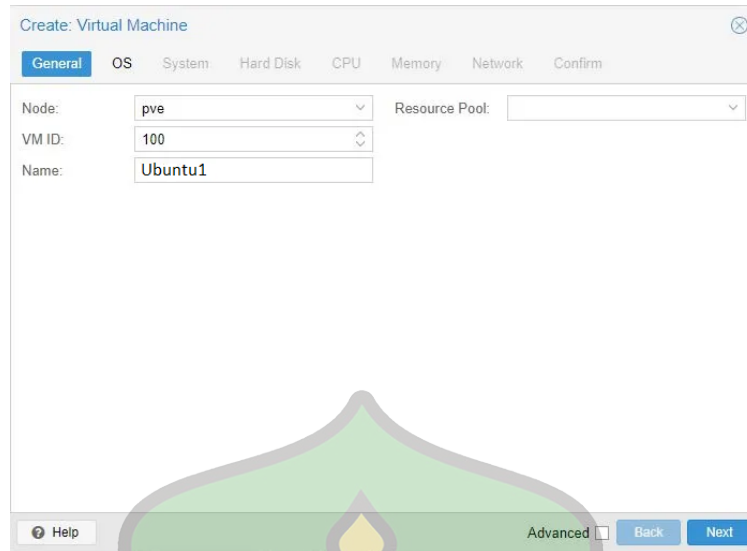 Create: Virtual Machine
General OS System Hard Disk CPU Memory Network Confirm
Node: pve Resource Pool:
VM ID: 100
Name: Ubuntu1
Help Advanced Back Next